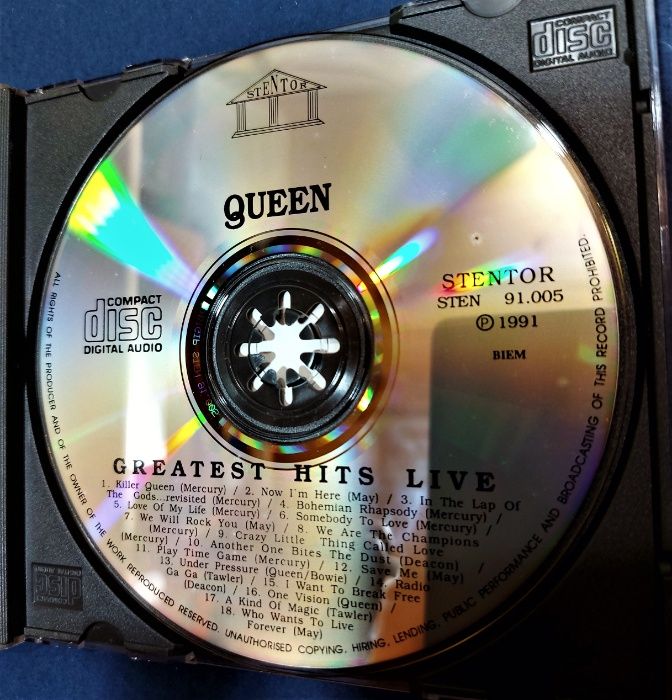 COMPACT
disc
DIGITAL AUDIO
STENTOR
QUEEN
STENTOR
STEN 91.005
℗ 1991
BIEM
COMPACT
disc
DIGITAL AUDIO
GREATEST HITS LIVE
1. Killer Queen (Mercury) / 2. Now I'm Here (May) / 3. In The Lap Of
The Gods...revisited (Mercury) / 4. Bohemian Rhapsody (Mercury) /
5. Love Of My Life (Mercury) / 6. Somebody To Love (Mercury) /
7. We Will Rock You (May) / 8. We Are The Champions
(Mercury) / 9. Crazy Little Thing Called Love
(Mercury) / 10. Another One Bites The Dust (Deacon) /
11. Play Time Game (Mercury) / 12. Save Me (May) /
13. Under Pressure (Queen/Bowie) / 14. Radio
Ga Ga (Tawler) / 15. I Want To Break Free
(Deacon) / 16. One Vision (Queen) /
17. A Kind Of Magic (Tawler)
18. Who Wants To Live
Forever (May)
ALL RIGHTS OF THE PRODUCER AND OF THE OWNER OF THE WORK REPRODUCED RESERVED. UNAUTHORISED COPYING, HIRING, LENDING, PUBLIC PERFORMANCE AND BROADCASTING OF THIS RECORD PROHIBITED.
COMPACT
disc
DIGITAL AUDIO